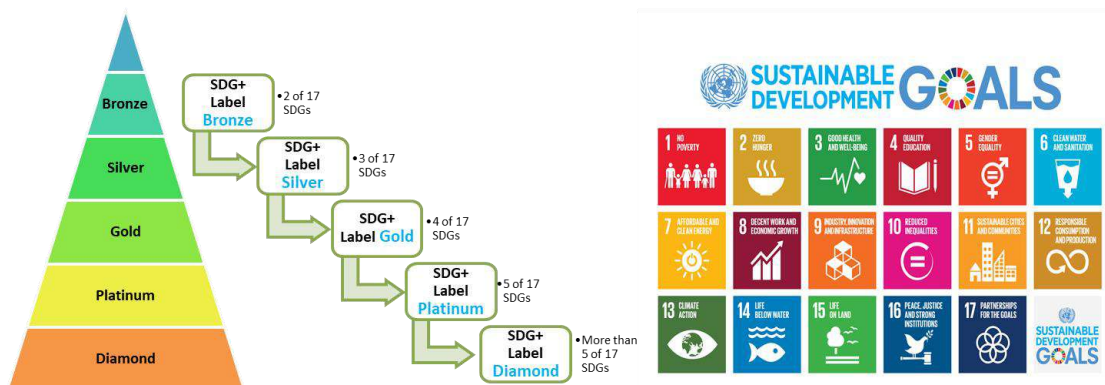 Bronze
Silver
Gold
Platinum
Diamond
SDG+
Label
Bronze
•2 of 17
SDGs
SDG+
Label
Silver
•3 of 17
SDGs
SDG+
Label Gold
•4 of 17
SDGs
SDG+
Label
Platinum
•5 of 17
SDGs
SDG+
Label
Diamond
•More than
5 of 17
SDGs
SUSTAINABLE
DEVELOPMENT
GOALS
1 NO
POVERTY
2 ZERO
HUNGER
3 GOOD HEALTH
AND WELL-BEING
4 QUALITY
EDUCATION
5 GENDER
EQUALITY
6 CLEAN WATER
AND SANITATION
7 AFFORDABLE AND
CLEAN ENERGY
8 DECENT WORK AND
ECONOMIC GROWTH
9 INDUSTRY, INNOVATION
AND INFRASTRUCTURE
10 REDUCED
INEQUALITIES
11 SUSTAINABLE CITIES
AND COMMUNITIES
12 RESPONSIBLE
CONSUMPTION
AND PRODUCTION
13 CLIMATE
ACTION
14 LIFE
BELOW WATER
15 LIFE
ON LAND
16 PEACE, JUSTICE
AND STRONG
INSTITUTIONS
17 PARTNERSHIPS
FOR THE GOALS
SUSTAINABLE
DEVELOPMENT
GOALS